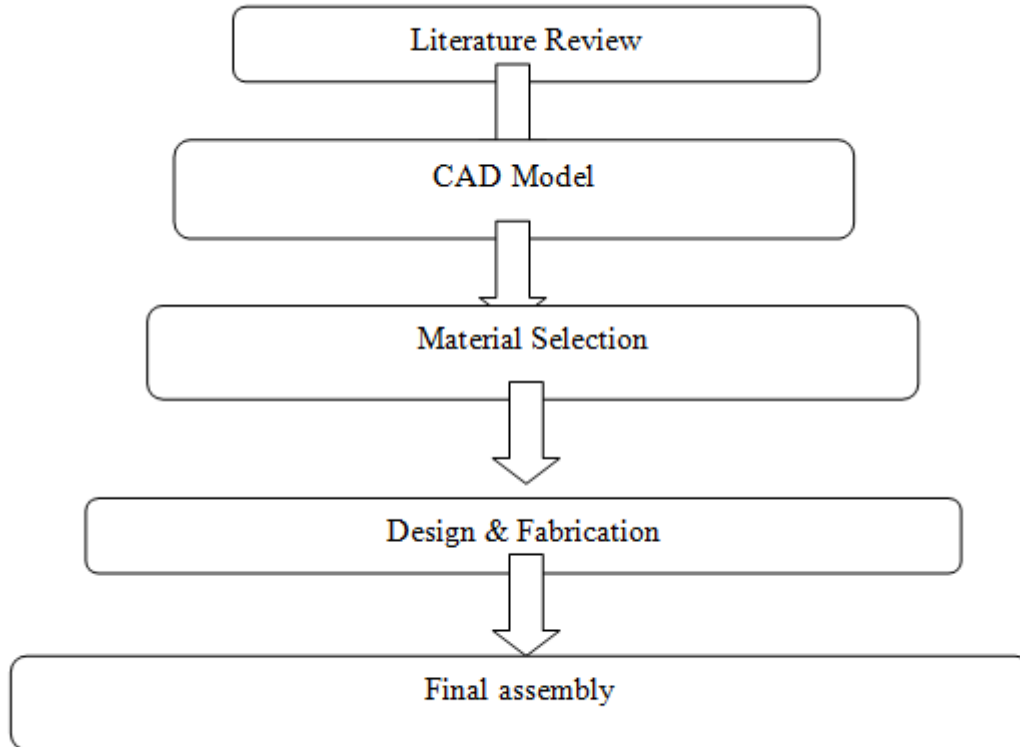 Literature Review
CAD Model
Material Selection
Design & Fabrication
Final assembly